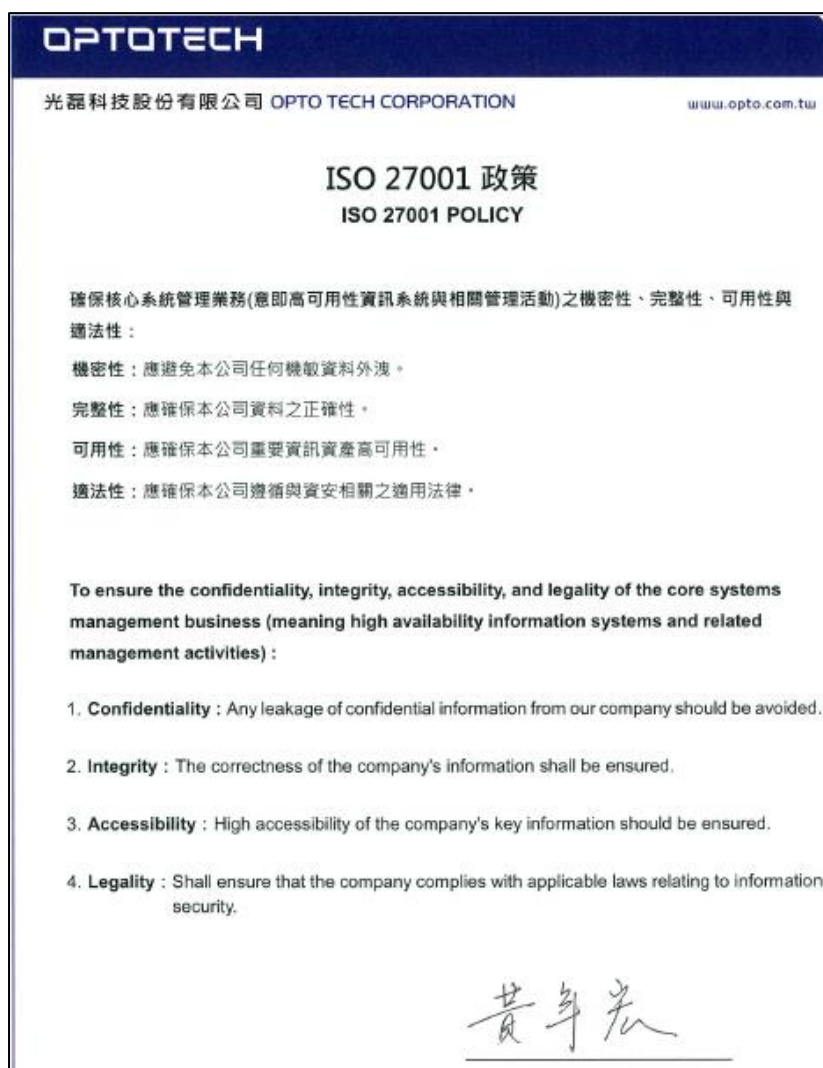 OPTOTECH
光磊科技股份有限公司 OPTO TECH CORPORATION
www.opto.com.tw
ISO 27001 政策
ISO 27001 POLICY
確保核心系統管理業務(意即高可用性資訊系統與相關管理活動)之機密性、完整性、可用性與
適法性：
機密性：應避免本公司任何機敏資料外洩。
完整性：應確保本公司資料之正確性。
可用性：應確保本公司重要資訊資產高可用性。
適法性：應確保本公司遵循與資安相關之適用法律。
To ensure the confidentiality, integrity, accessibility, and legality of the core systems
management business (meaning high availability information systems and related
management activities) :
1. Confidentiality : Any leakage of confidential information from our company should be avoided.
2. Integrity : The correctness of the company's information shall be ensured.
3. Accessibility : High accessibility of the company's key information should be ensured.
4. Legality : Shall ensure that the company complies with applicable laws relating to information
security.
黃年宏